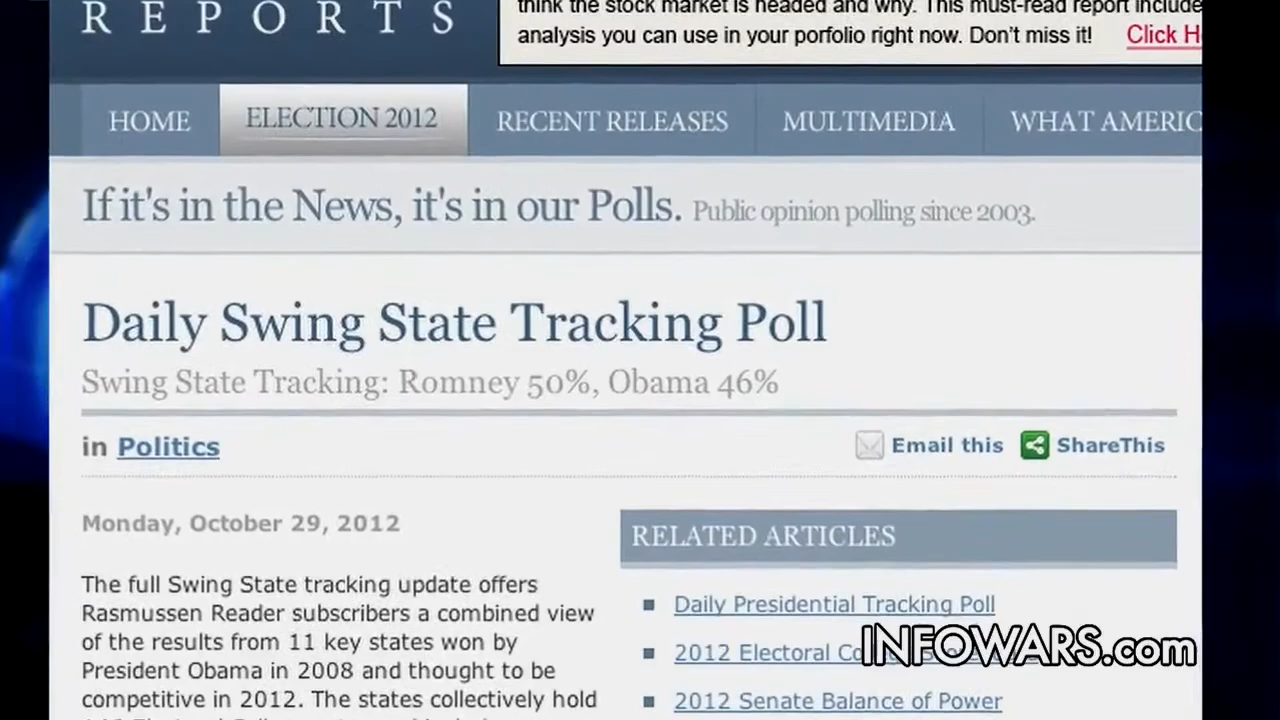 REPORTS
think the stock market is headed and why. This must-read report include
analysis you can use in your porfolio right now. Don't miss it!
Click H
HOME
ELECTION 2012
RECENT RELEASES
MULTIMEDIA
WHAT AMERIC
If it's in the News, it's in our Polls. Public opinion polling since 2003.
Daily Swing State Tracking Poll
Swing State Tracking: Romney 50%, Obama 46%
in Politics
Email this
ShareThis
Monday, October 29, 2012
The full Swing State tracking update offers
Rasmussen Reader subscribers a combined view
of the results from 11 key states won by
President Obama in 2008 and thought to be
competitive in 2012. The states collectively hold
RELATED ARTICLES
Daily Presidential Tracking Poll
2012 Electoral Co
2012 Senate Balance of Power
INFOWARS.com